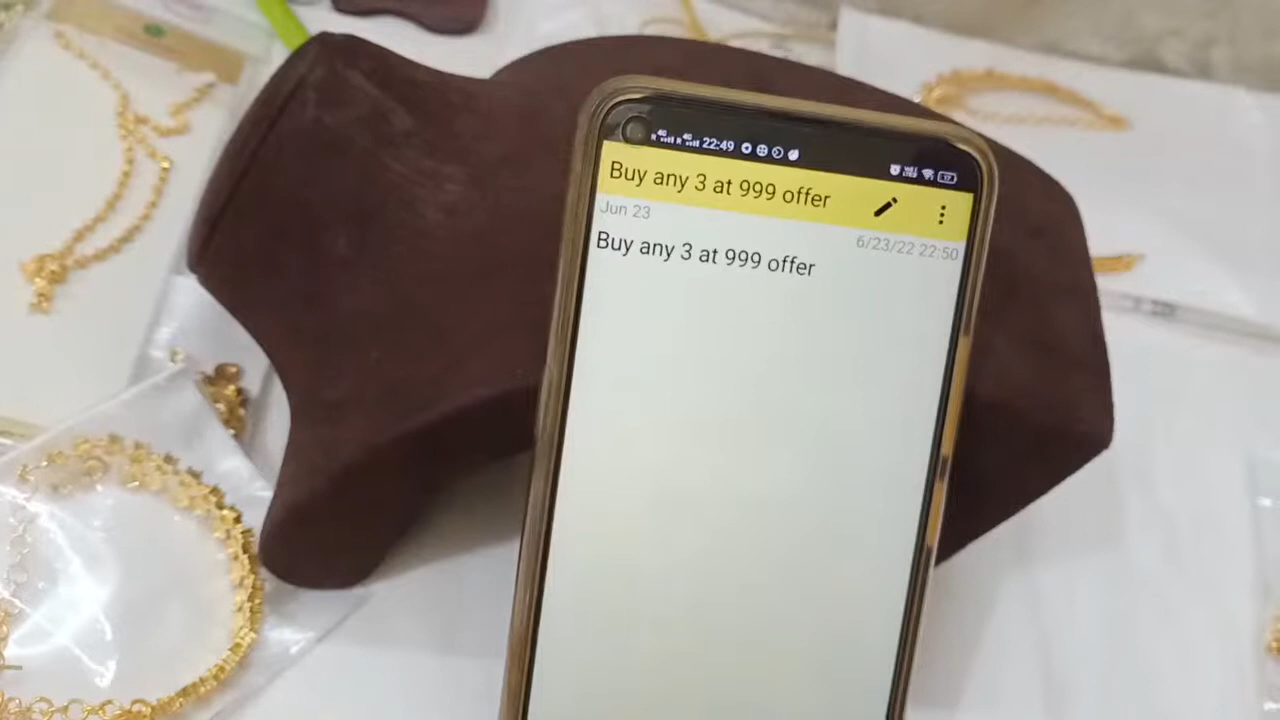 22:49
Buy any 3 at 999 offer
Jun 23
6/23/22 22:50
Buy any 3 at 999 offer